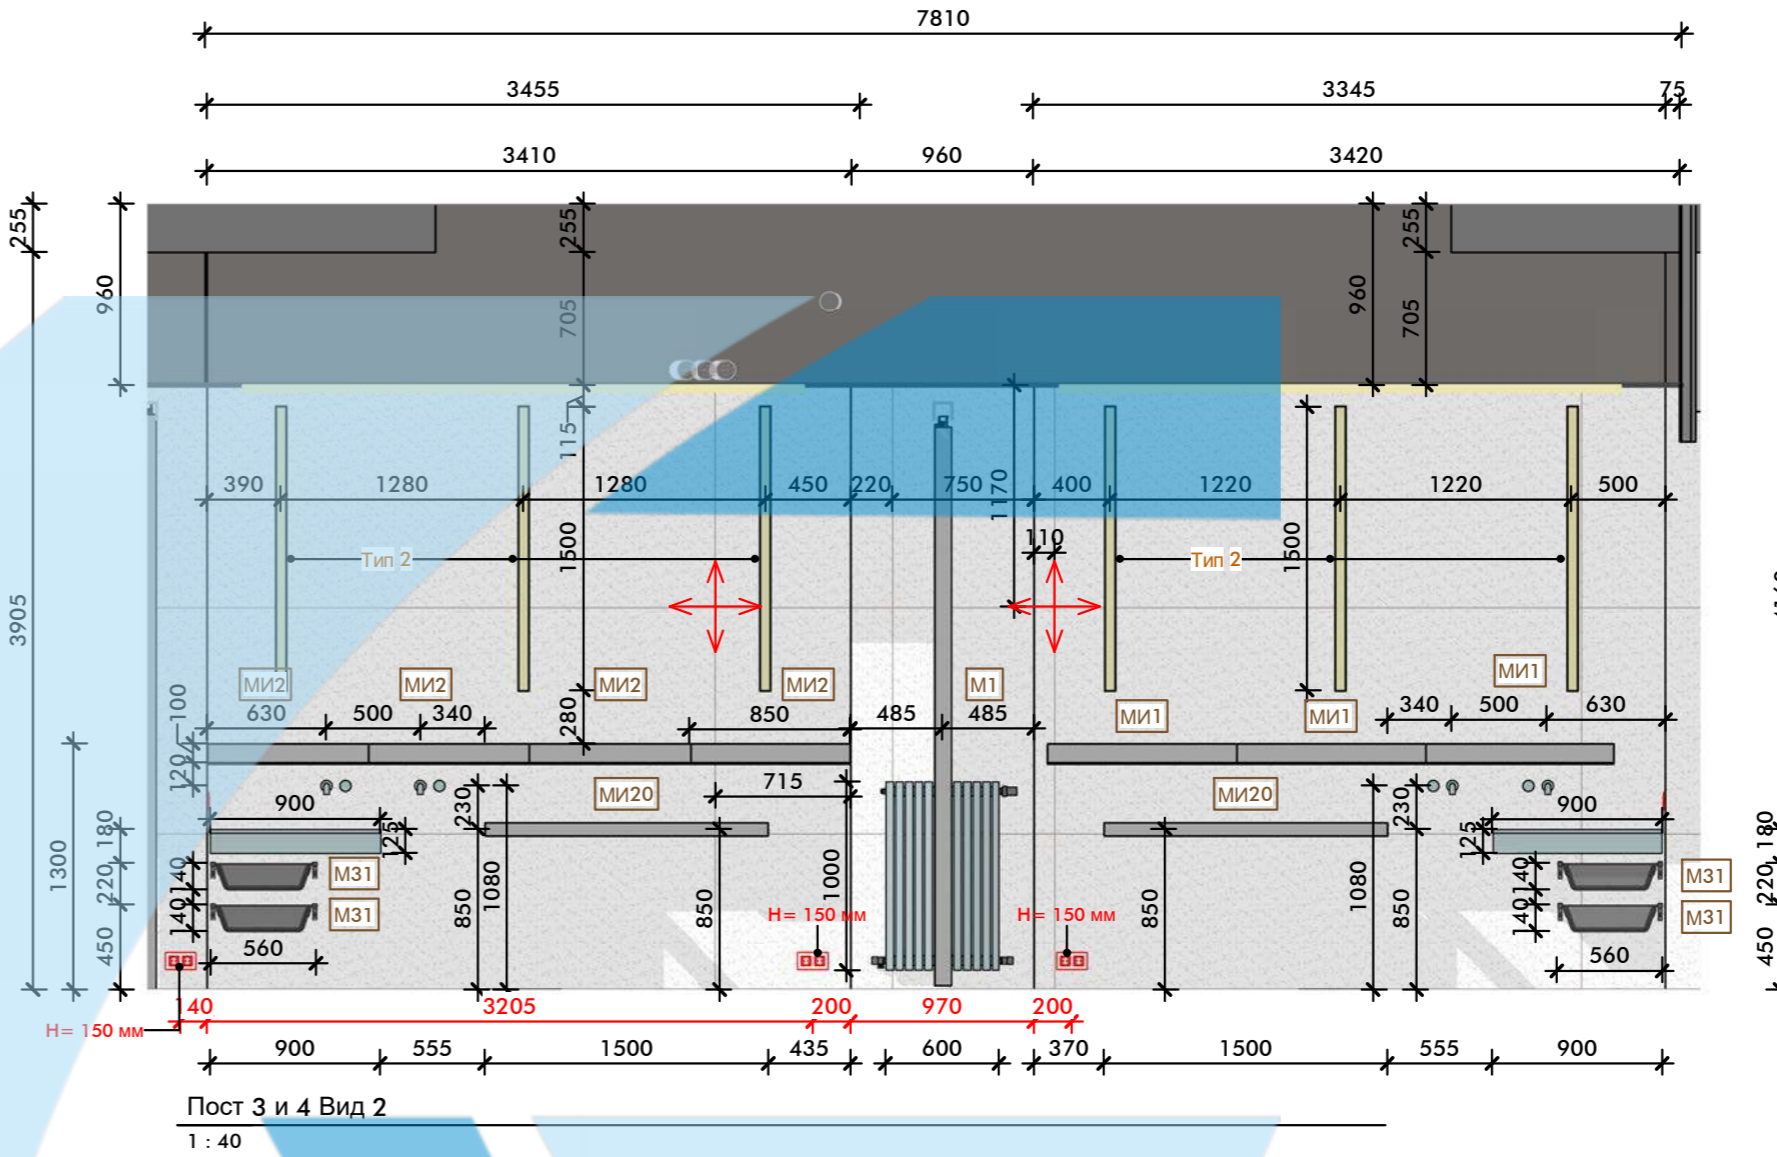 7810
3455 3345 75
3410 960 3420
255 255 255
960 705 960 705
115
390 1280 1280 450 220 750 1170 400 1220 1220 500
110
Тип 2 1500 Тип 2 1500
3905
МИ2 МИ2 МИ2 МИ2 М1 МИ1 МИ1 МИ1
100 630 500 340 280 850 485 485 340 500 630
120 715
900 230 МИ20 МИ20 230 900
1300 180 125 125 180
220 140 М31 1080 1000 1080 140 М31 220
140 М31 850 850 850 850 140 М31
H= 150 мм H= 150 мм
450 560 560 450
140 3205 200 970 200
H= 150 мм
900 555 1500 435 600 370 1500 555 900
Пост 3 и 4 Вид 2
1 : 40